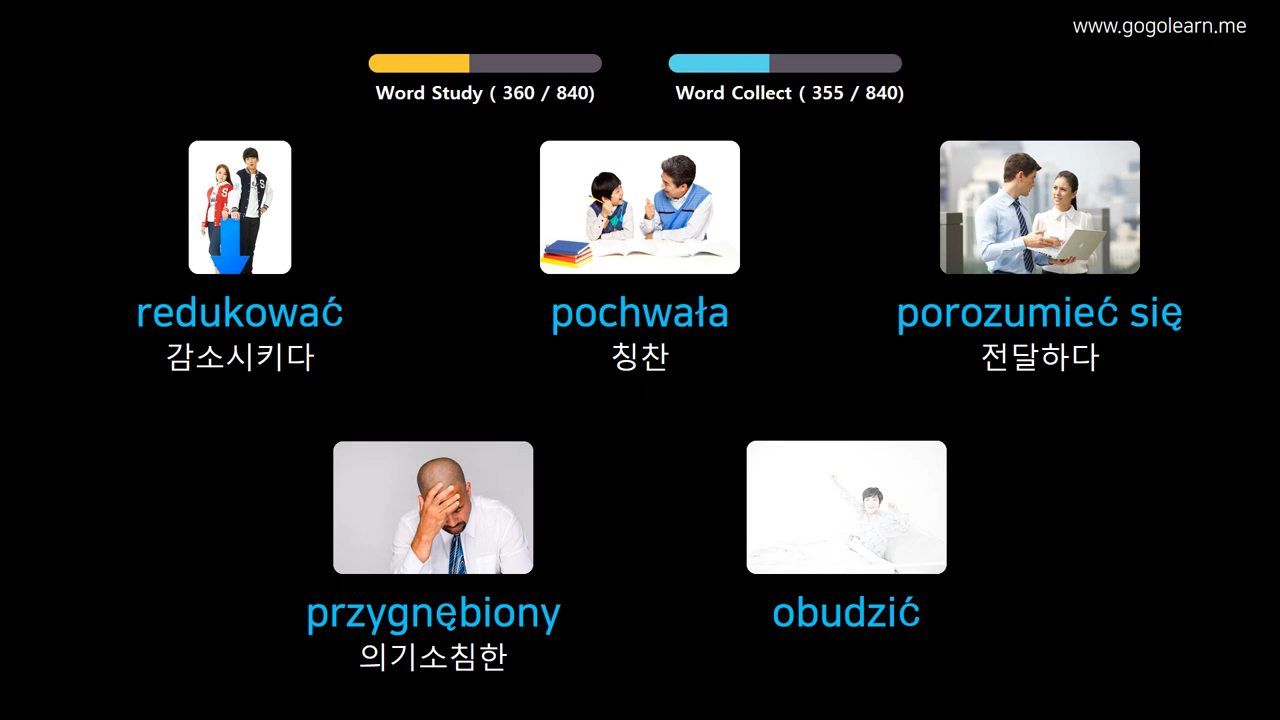 www.gogolearn.me
Word Study ( 360 / 840)
Word Collect ( 355 / 840)
redukować
감소시키다
pochwała
칭찬
porozumieć się
전달하다
przygnębiony
의기소침한
obudzić